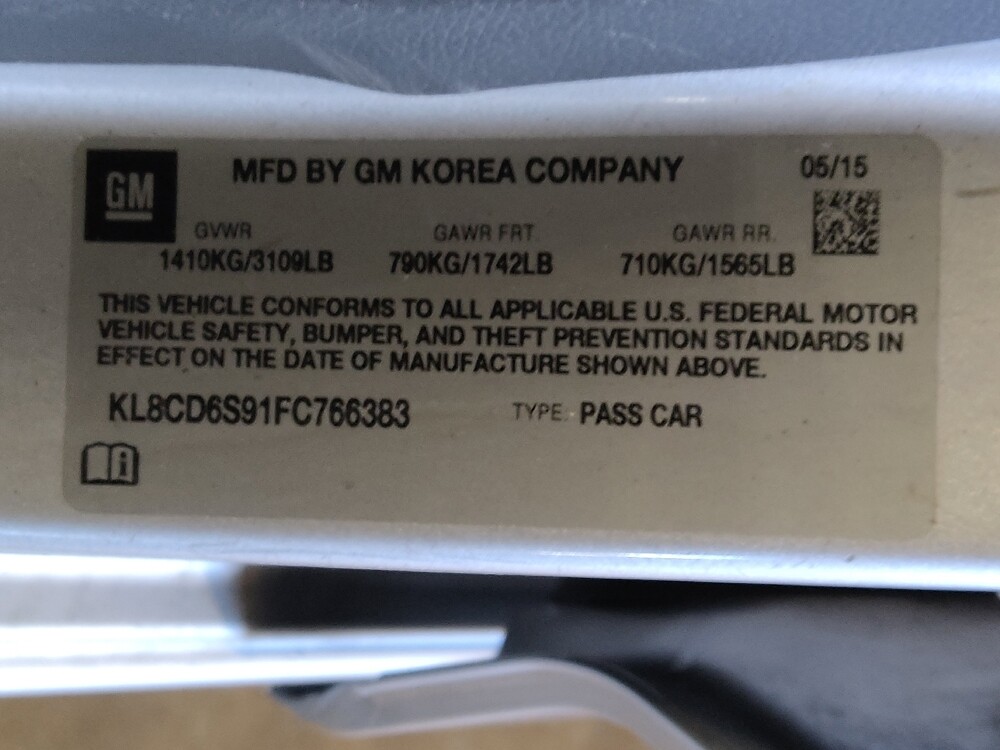 GM
MFD BY GM KOREA COMPANY
05/15
GVWR
GAWR FRT.
GAWR RR.
1410KG/3109LB
790KG/1742LB
710KG/1565LB
THIS VEHICLE CONFORMS TO ALL APPLICABLE U.S. FEDERAL MOTOR
VEHICLE SAFETY, BUMPER, AND THEFT PREVENTION STANDARDS IN
EFFECT ON THE DATE OF MANUFACTURE SHOWN ABOVE.
KL8CD6S91FC766383
TYPE: PASS CAR
i